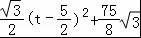 √3/2 (t − 5/2)² + 75/8 √3